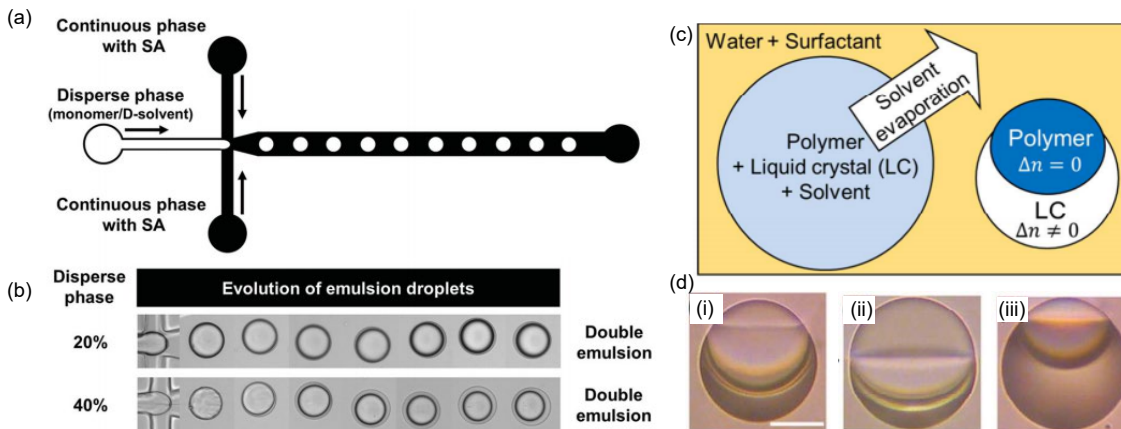 (a)
Continuous phase
with SA
Disperse phase
(monomer/D-solvent)
Continuous phase
with SA
(b)
Disperse
phase
Evolution of emulsion droplets
20%
Double
emulsion
40%
Double
emulsion
(c)
Water + Surfactant
Solvent
evaporation
Polymer
+ Liquid crystal (LC)
+ Solvent
Polymer
Δn = 0
LC
Δn ≠ 0
(d)
(i)
(ii)
(iii)